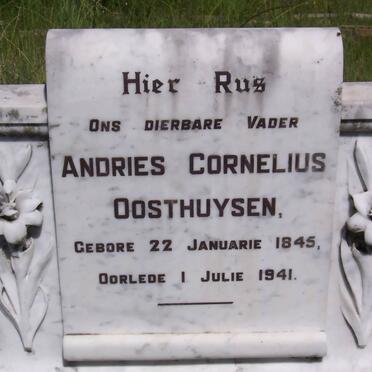 Hier Rus
Ons dierbare Vader
Andries Cornelius
Oosthuysen,
Gebore 22 Januarie 1845,
Oorlede 1 Julie 1941.